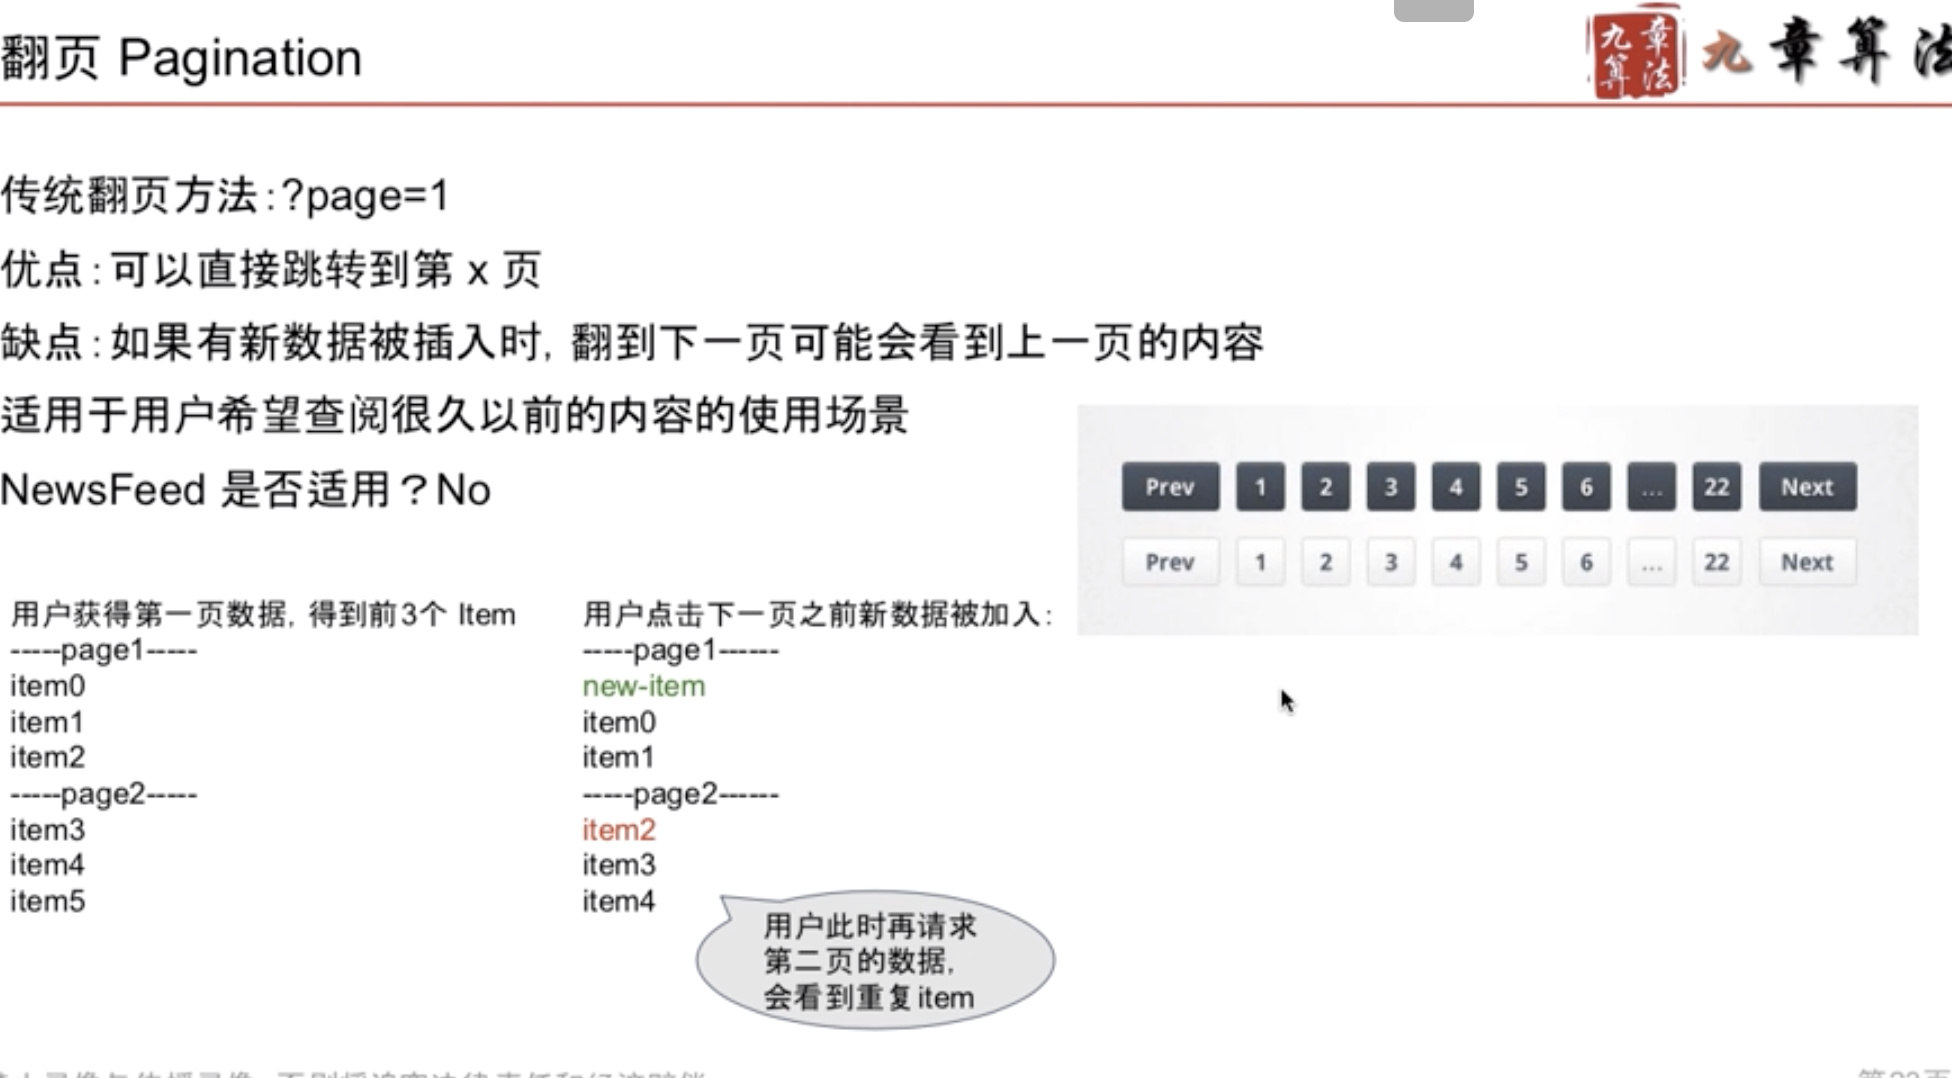 翻页 Pagination
九章算法
九章算法
传统翻页方法:?page=1
优点:可以直接跳转到第 x 页
缺点:如果有新数据被插入时, 翻到下一页可能会看到上一页的内容
适用于用户希望查阅很久以前的内容的使用场景
NewsFeed 是否适用？No
Prev 1 2 3 4 5 6 ... 22 Next
Prev 1 2 3 4 5 6 ... 22 Next
用户获得第一页数据, 得到前3个 Item
-----page1-----
item0
item1
item2
-----page2-----
item3
item4
item5
用户点击下一页之前新数据被加入:
-----page1------
new-item
item0
item1
-----page2------
item2
item3
item4
用户此时再请求
第二页的数据,
会看到重复item